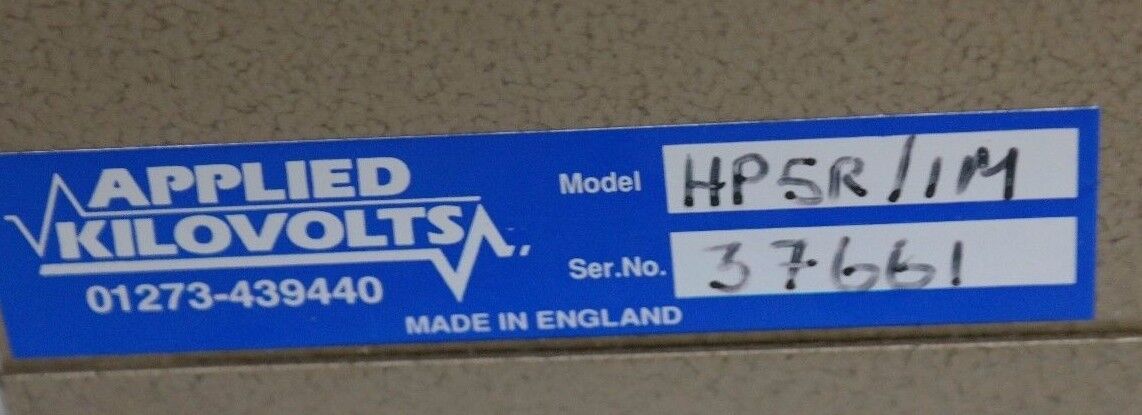 APPLIED
KILOVOLTS
01273-439440
Model HP5R/1M
Ser.No. 37661
MADE IN ENGLAND